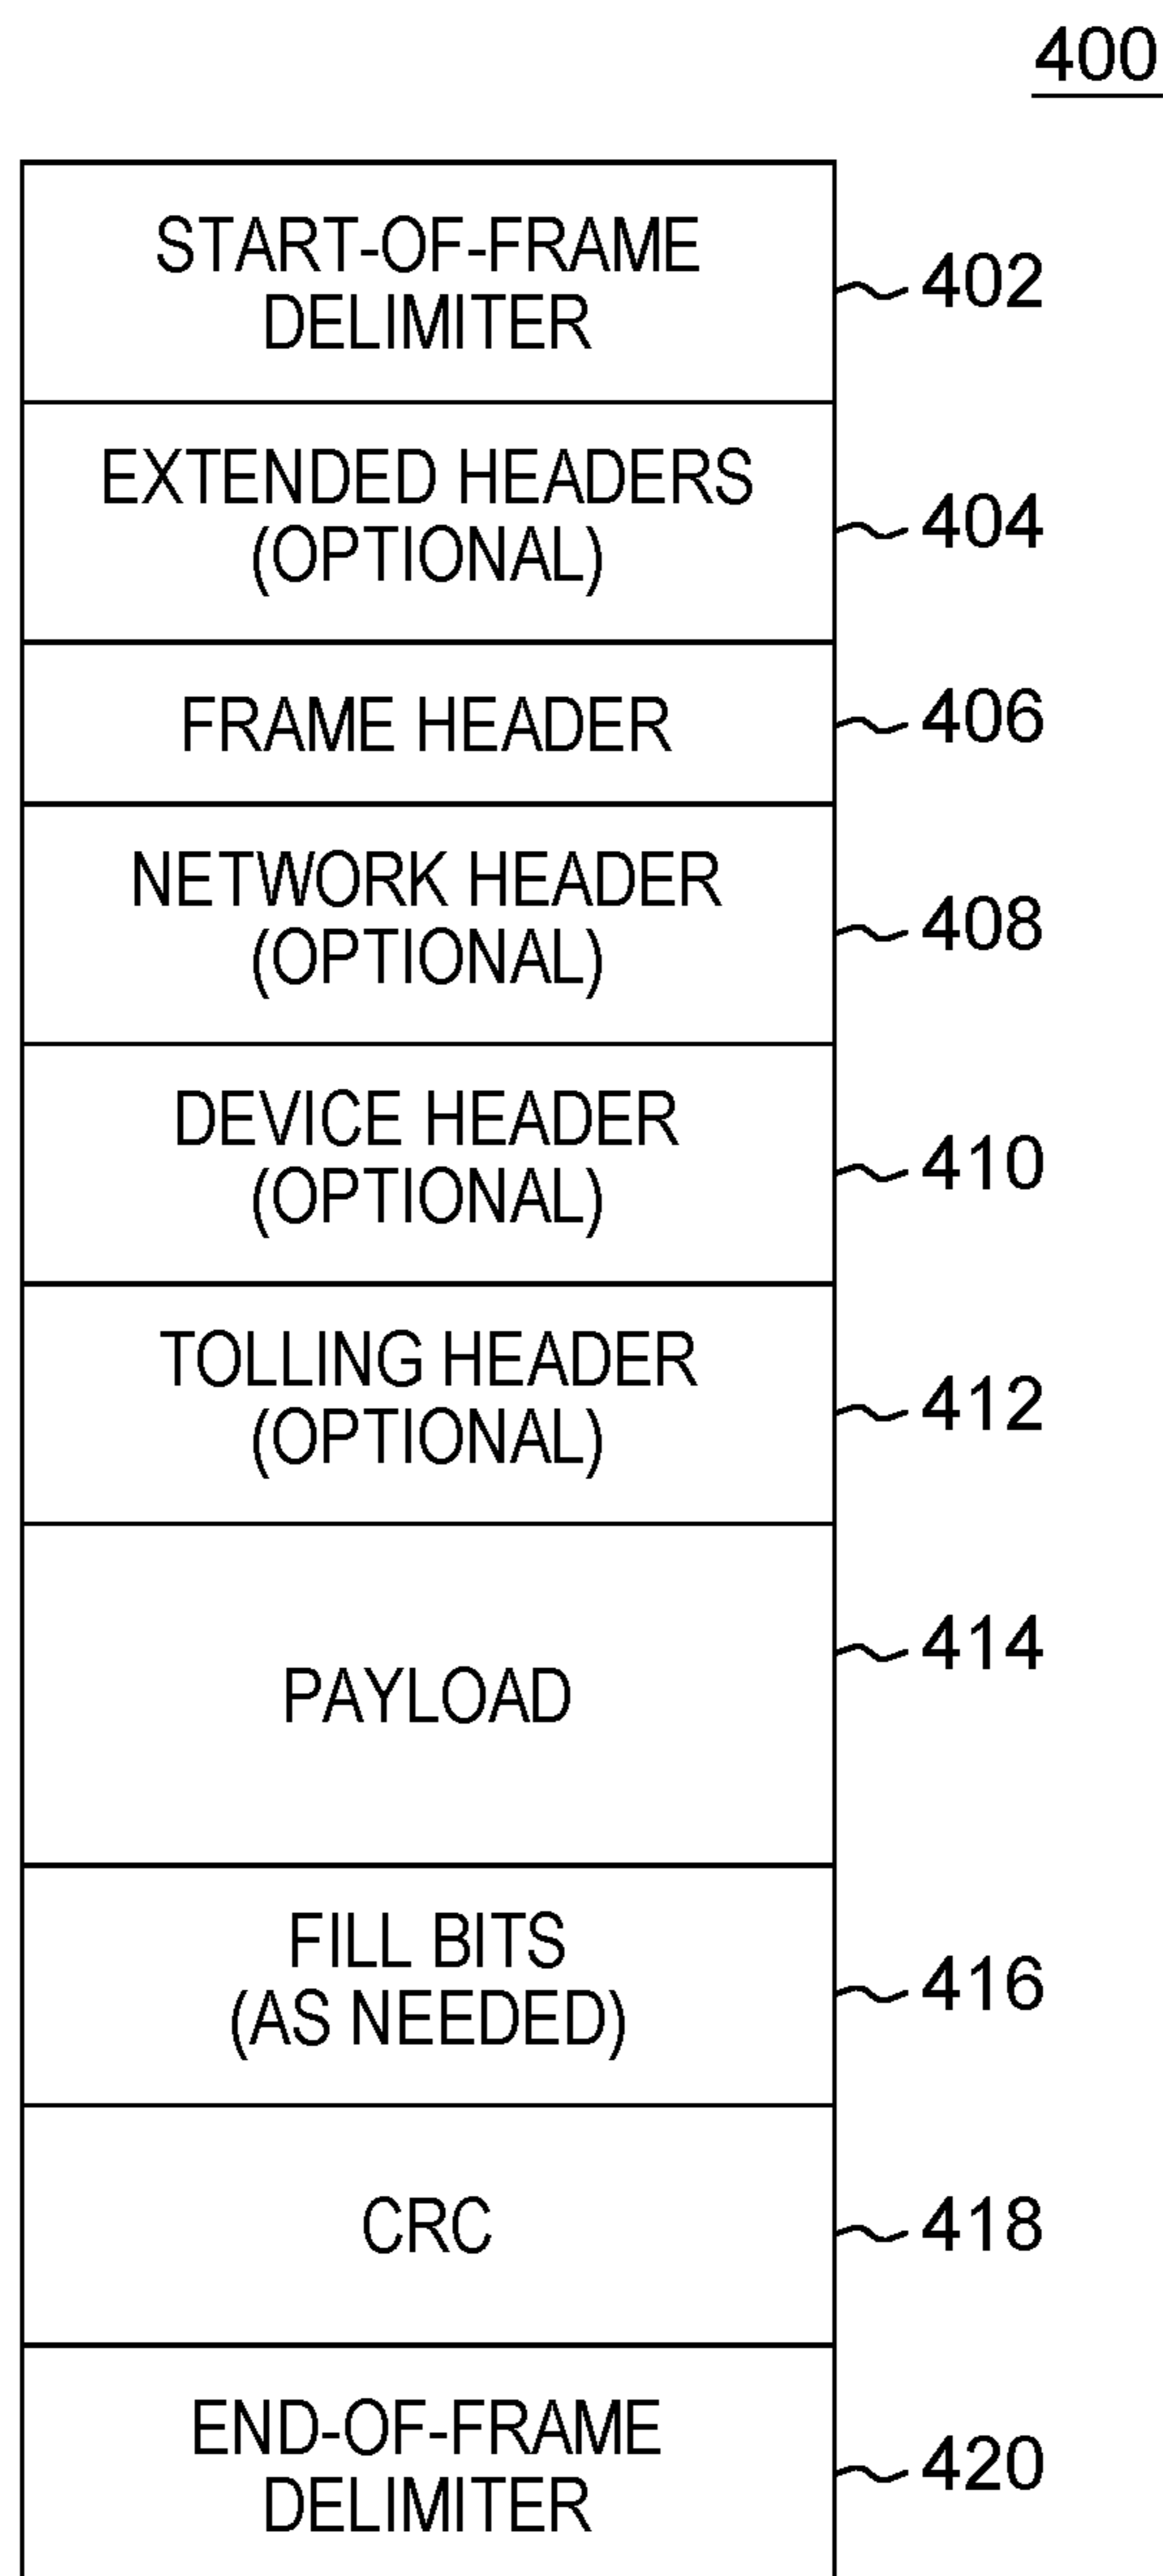 400
START-OF-FRAME
DELIMITER
402
EXTENDED HEADERS
(OPTIONAL)
404
FRAME HEADER
406
NETWORK HEADER
(OPTIONAL)
408
DEVICE HEADER
(OPTIONAL)
410
TOLLING HEADER
(OPTIONAL)
412
PAYLOAD
414
FILL BITS
(AS NEEDED)
416
CRC
418
END-OF-FRAME
DELIMITER
420